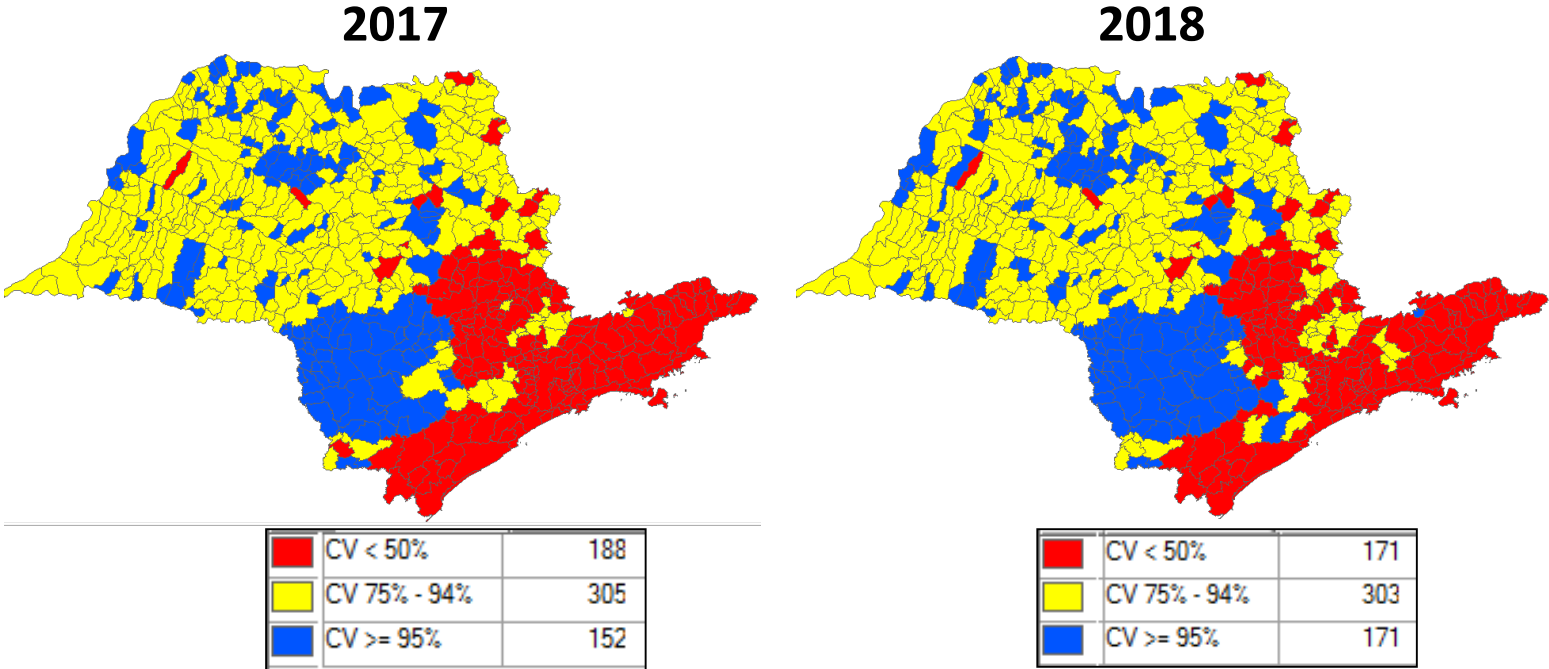 2017 2018
CV < 50% 188
CV 75% - 94% 305
CV >= 95% 152
CV < 50% 171
CV 75% - 94% 303
CV >= 95% 171